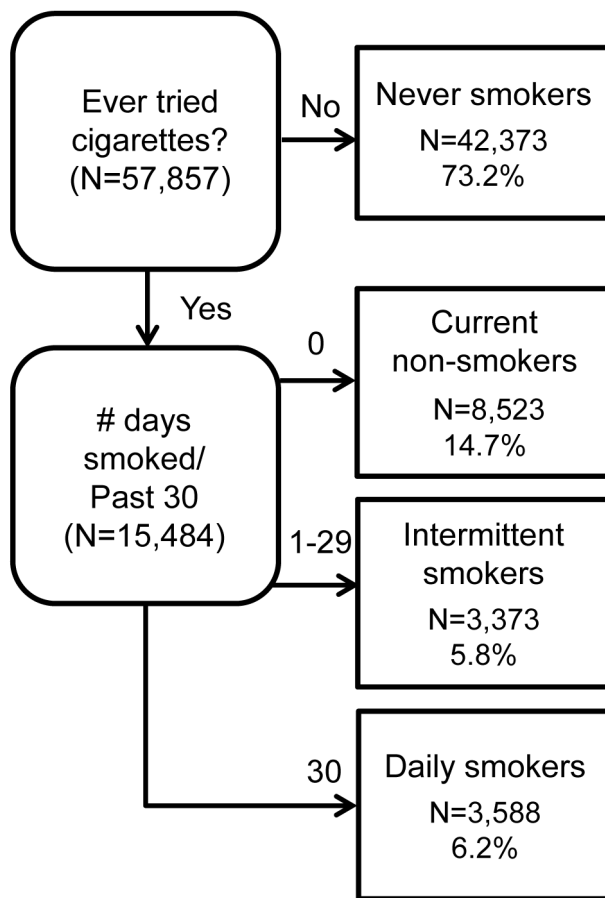 Ever tried
cigarettes?
(N=57,857)
No
Never smokers
N=42,373
73.2%
Yes
# days
smoked/
Past 30
(N=15,484)
0
Current
non-smokers
N=8,523
14.7%
1-29
Intermittent
smokers
N=3,373
5.8%
30
Daily smokers
N=3,588
6.2%